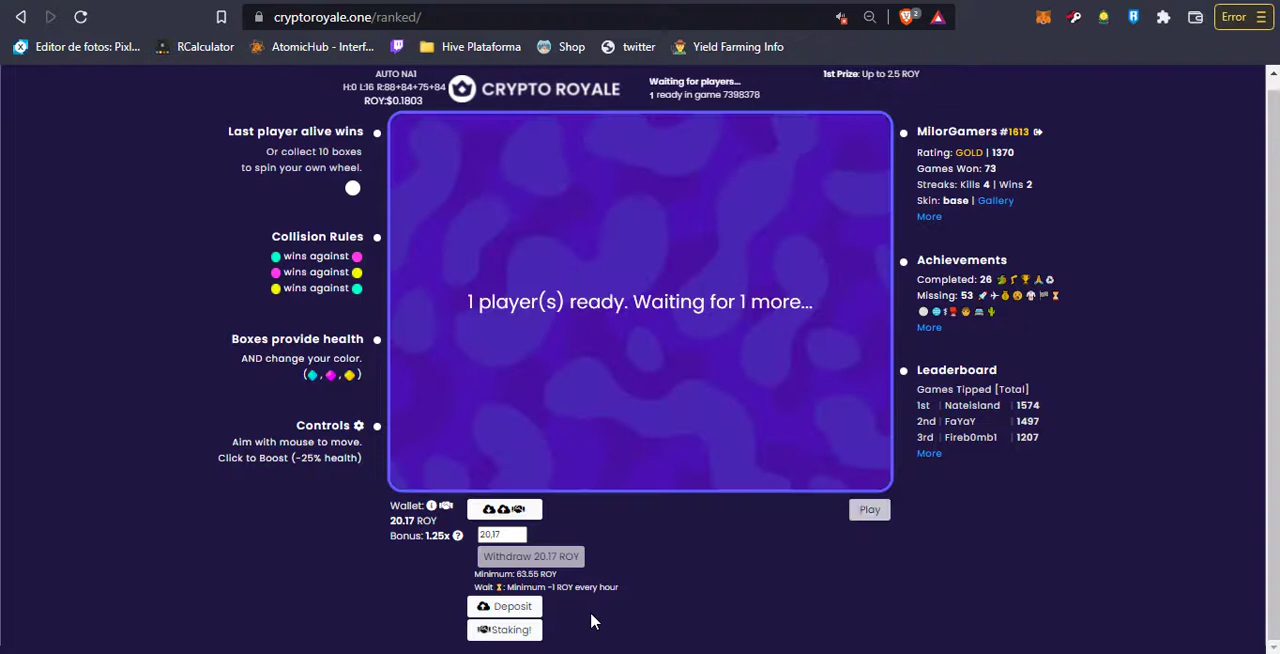 cryptoroyale.one/ranked/
2
Error
Editor de fotos: Pixl...
RCalculator
AtomicHub - Interf...
Hive Plataforma
Shop
twitter
Yield Farming Info
AUTO NA1
H:0 L:16 R:88+84+75+84
ROY:$0.1803
CRYPTO ROYALE
Waiting for players...
1 ready in game 7398378
1st Prize: Up to 2.5 ROY
Last player alive wins
Or collect 10 boxes
to spin your own wheel.
Collision Rules
wins against
wins against
wins against
Boxes provide health
AND change your color.
( , , )
Controls
Aim with mouse to move.
Click to Boost (-25% health)
1 player(s) ready. Waiting for 1 more...
MilorGamers #1613
Rating: GOLD | 1370
Games Won: 73
Streaks: Kills 4 | Wins 2
Skin: base | Gallery
More
Achievements
Completed: 26
Missing: 53
More
Leaderboard
Games Tipped [Total]
1st | Nateisland | 1574
2nd | FaYaY | 1497
3rd | Fireb0mb1 | 1207
More
Wallet:
20.17 ROY
Bonus: 1.25x
20,17
Withdraw 20.17 ROY
Minimum: 63.55 ROY
Wait : Minimum -1 ROY every hour
Deposit
Staking!
Play